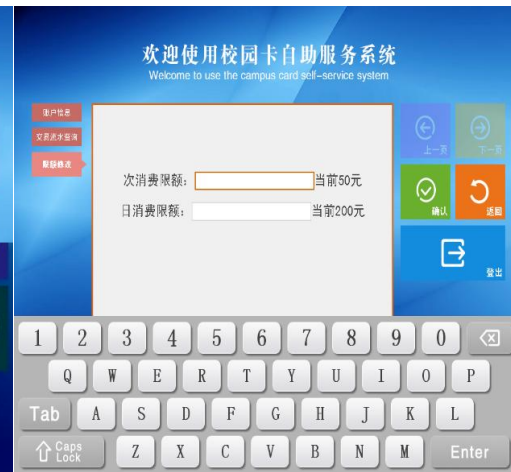 欢迎使用校园卡自助服务系统
Welcome to use the campus card self-service system
账户信息
交易流水查询
限额修改
次消费限额：
当前50元
日消费限额：
当前200元
上一页
下一页
确认
返回
登出
1 2 3 4 5 6 7 8 9 0
Q W E R T Y U I O P
Tab A S D F G H J K L
Caps Lock Z X C V B N M Enter